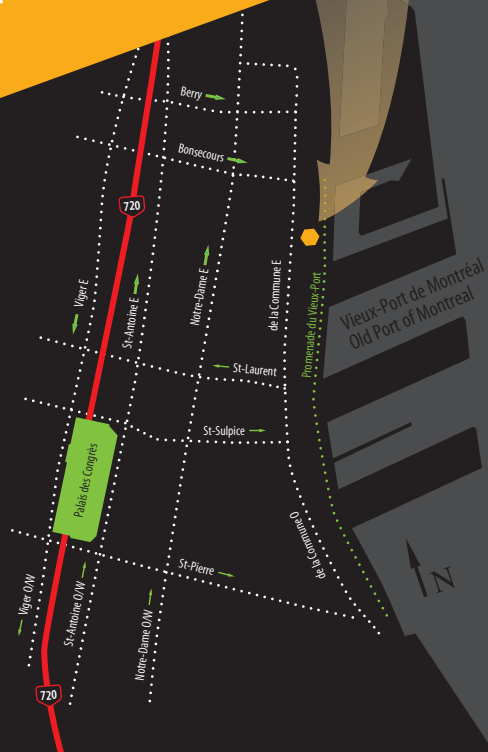 Berry
Bonsecours
720
Viger E
St-Antoine E
Notre-Dame E
de la Commune E
Promenade du Vieux-Port
Vieux-Port de Montréal
Old Port of Montreal
St-Laurent
St-Sulpice
Palais des Congrès
de la Commune O
St-Pierre
N
Viger O/W
St-Antoine O/W
Notre-Dame O/W
720